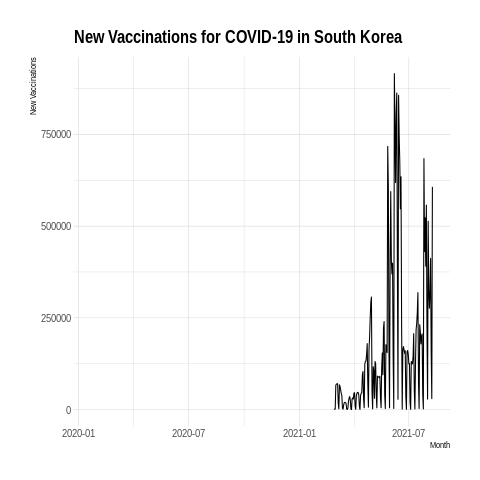 New Vaccinations for COVID-19 in South Korea
New Vaccinations
750000
500000
250000
0
2020-01 2020-07 2021-01 2021-07
Month